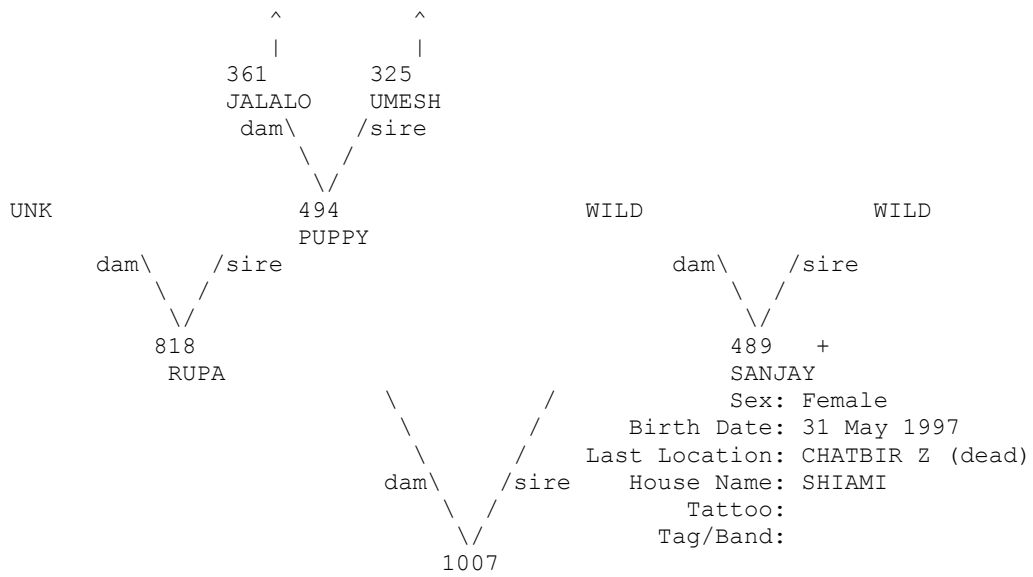 ^ ^
| |
361 325
JALALO UMESH
dam\ /sire
\ /
\/
UNK 494 WILD WILD
PUPPY
dam\ /sire dam\ /sire
\ / \ /
\/ \/
818 489 +
RUPA SANJAY
\ / Sex: Female
\ / Birth Date: 31 May 1997
\ / Last Location: CHATBIR Z (dead)
dam\ /sire House Name: SHIAMI
\ / Tattoo:
\/ Tag/Band:
1007